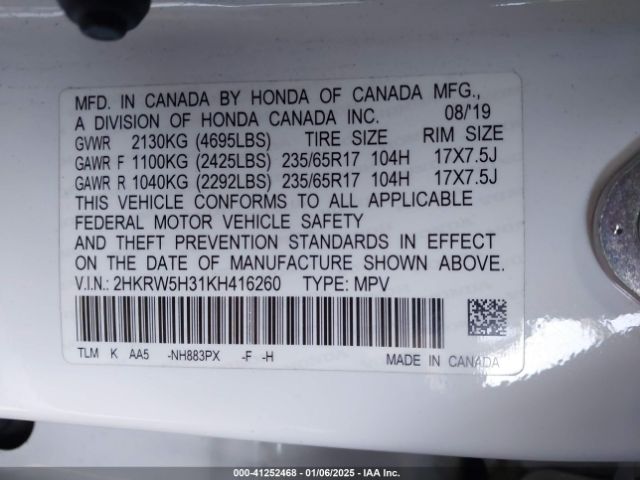 MFD. IN CANADA BY HONDA OF CANADA MFG.,
A DIVISION OF HONDA CANADA INC. 08/'19
GVWR 2130KG (4695LBS) TIRE SIZE RIM SIZE
GAWR F 1100KG (2425LBS) 235/65R17 104H 17X7.5J
GAWR R 1040KG (2292LBS) 235/65R17 104H 17X7.5J
THIS VEHICLE CONFORMS TO ALL APPLICABLE
FEDERAL MOTOR VEHICLE SAFETY
AND THEFT PREVENTION STANDARDS IN EFFECT
ON THE DATE OF MANUFACTURE SHOWN ABOVE.
V.I.N.: 2HKRW5H31KH416260 TYPE: MPV
TLM K AA5 -NH883PX -F -H MADE IN CANADA
000-41252468 - 01/06/2025 - IAA Inc.